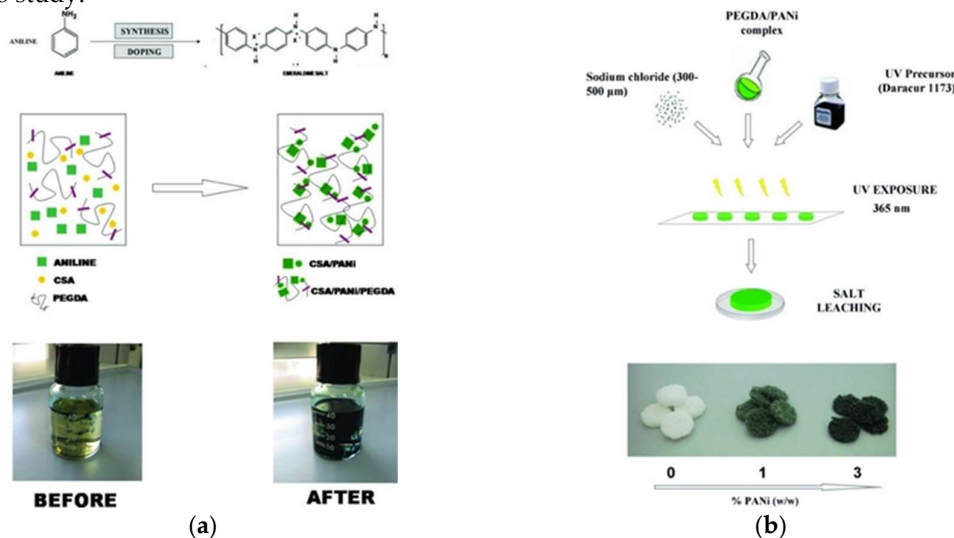 study.
NH₂
ANILINE
SYNTHESIS
DOPING
ANILINE
EMERALDINE SALT
ANILINE
CSA
PEGDA
CSA/PANi
CSA/PANi/PEGDA
BEFORE
AFTER
(a)
PEGDA/PANi
complex
Sodium chloride (300-
500 µm)
UV Precursor
(Daracur 1173)
UV EXPOSURE
365 nm
SALT
LEACHING
0 1 3
% PANi (w/w)
(b)